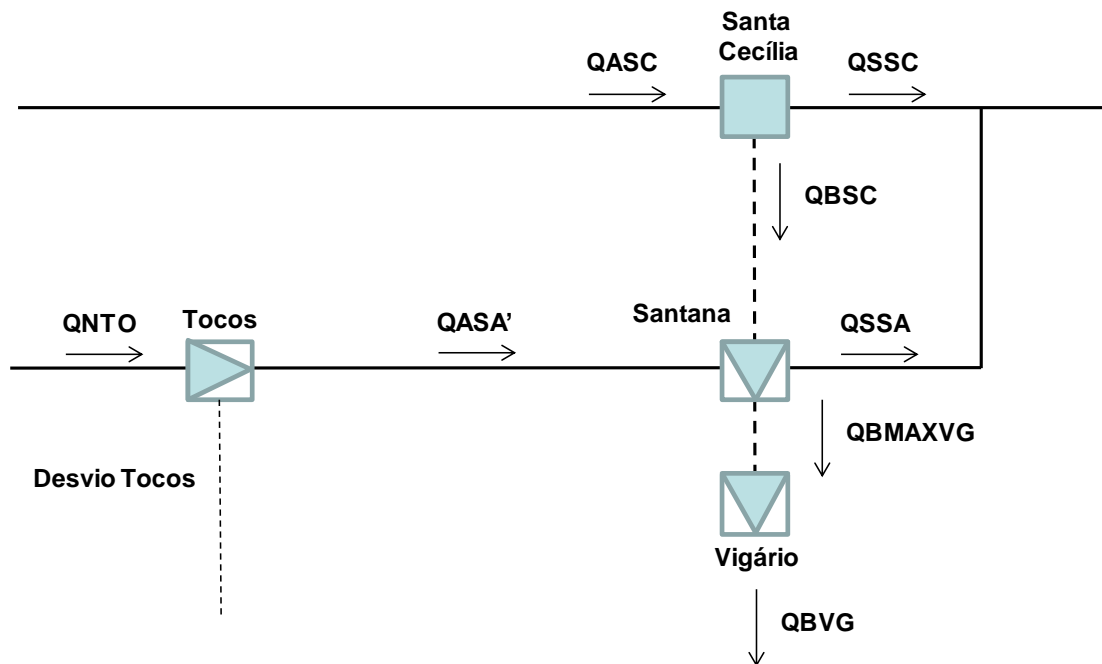 Santa
Cecília
QASC
QSSC
QBSC
QNTO
Tocos
QASA'
Santana
QSSA
QBMAXVG
Desvio Tocos
Vigário
QBVG